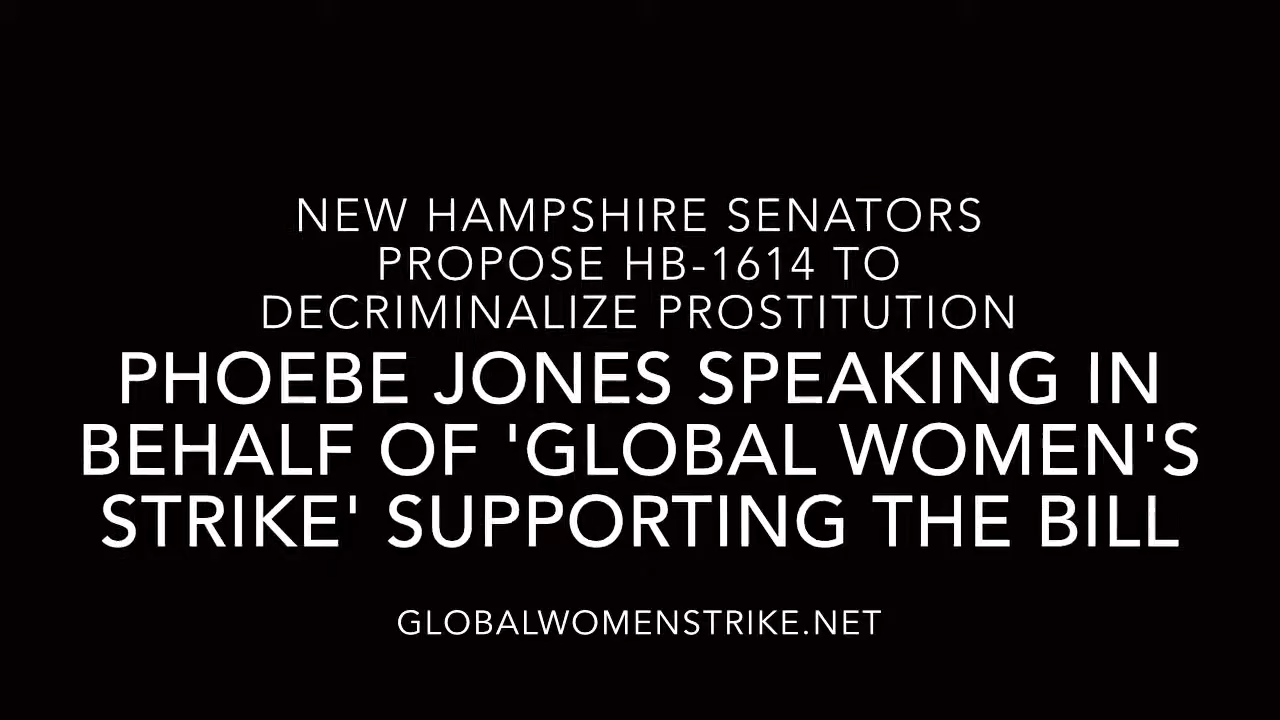 NEW HAMPSHIRE SENATORS
PROPOSE HB-1614 TO
DECRIMINALIZE PROSTITUTION
PHOEBE JONES SPEAKING IN
BEHALF OF 'GLOBAL WOMEN'S
STRIKE' SUPPORTING THE BILL
GLOBALWOMENSTRIKE.NET